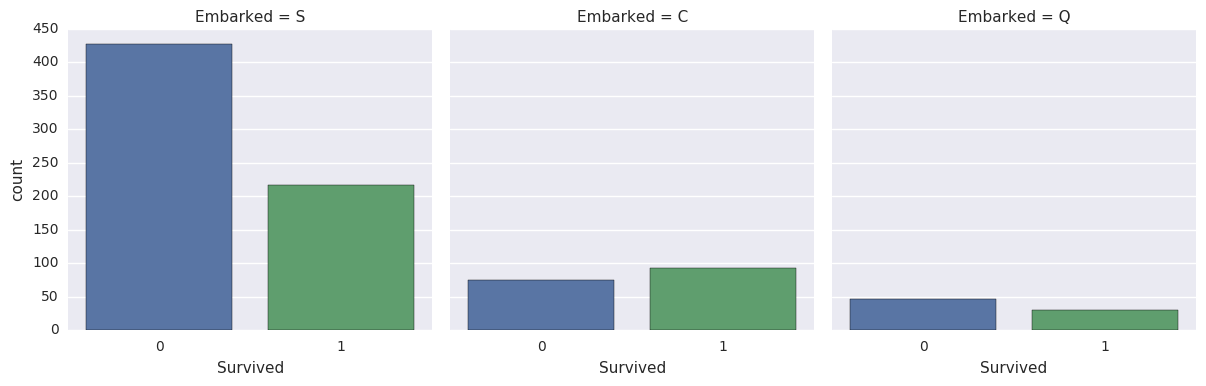 Embarked = S
Embarked = C
Embarked = Q
450
400
350
300
250
200
150
100
50
0
count
0
1
0
1
0
1
Survived
Survived
Survived